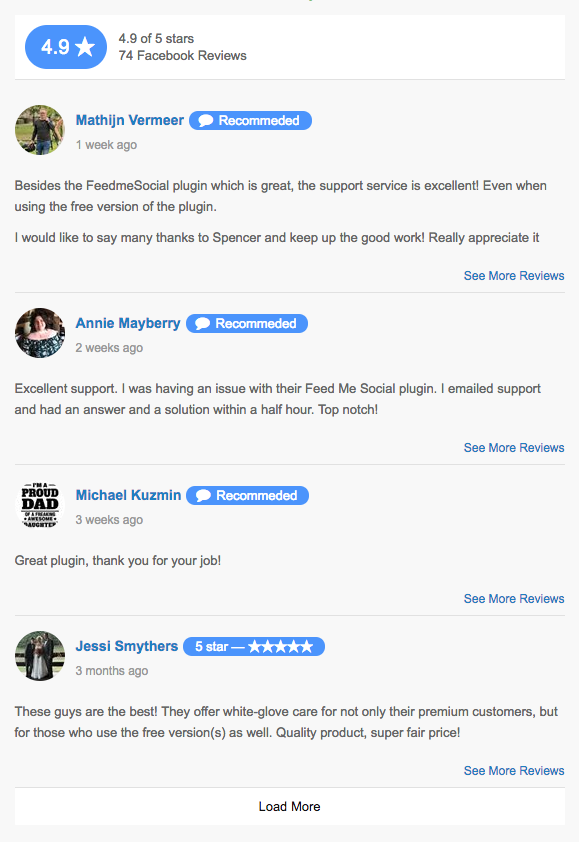 4.9 ★
4.9 of 5 stars
74 Facebook Reviews
Mathijn Vermeer Recommeded
1 week ago
Besides the FeedmeSocial plugin which is great, the support service is excellent! Even when
using the free version of the plugin.
I would like to say many thanks to Spencer and keep up the good work! Really appreciate it
See More Reviews
Annie Mayberry Recommeded
2 weeks ago
Excellent support. I was having an issue with their Feed Me Social plugin. I emailed support
and had an answer and a solution within a half hour. Top notch!
See More Reviews
I'M A
PROUD
DAD
OF A FREAKING
AWESOME
DAUGHTER
Michael Kuzmin Recommeded
3 weeks ago
Great plugin, thank you for your job!
See More Reviews
Jessi Smythers 5 star — ★★★★★
3 months ago
These guys are the best! They offer white-glove care for not only their premium customers, but
for those who use the free version(s) as well. Quality product, super fair price!
See More Reviews
Load More